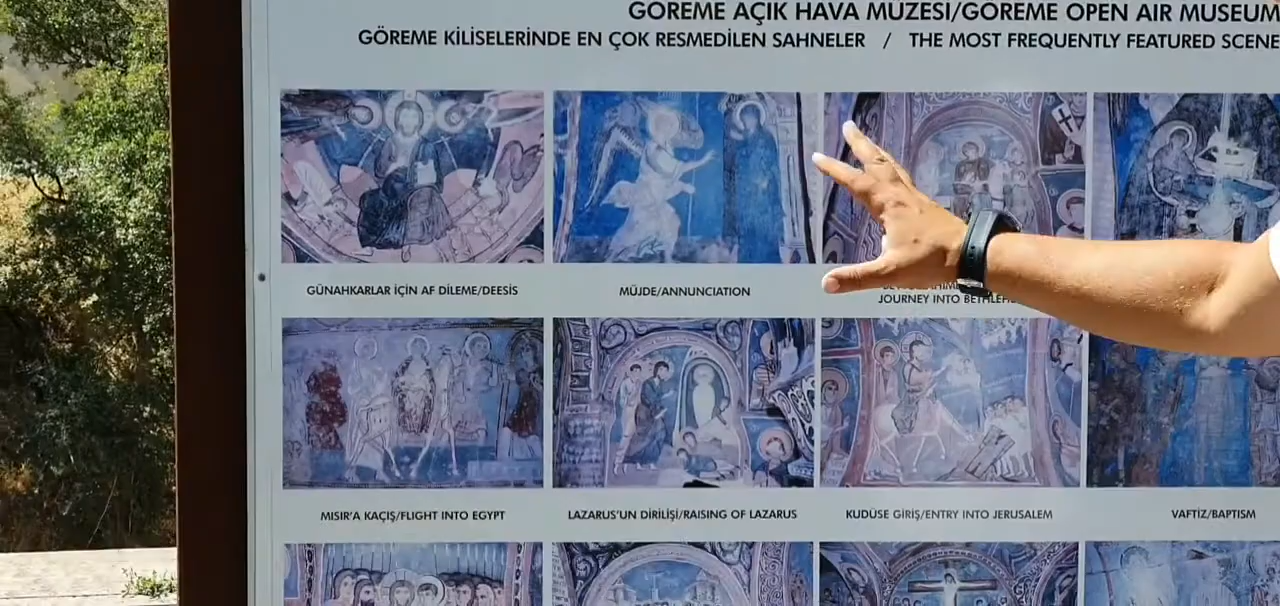 GÖREME AÇIK HAVA MÜZESİ/GÖREME OPEN AIR MUSEUM
GÖREME KİLİSELERİNDE EN ÇOK RESMEDİLEN SAHNELER / THE MOST FREQUENTLY FEATURED SCENE
GÜNAHKARLAR İÇİN AF DİLEME/DEESIS
MÜJDE/ANNUNCIATION
JOURNEY INTO
MISIR'A KAÇIŞ/FLIGHT INTO EGYPT
LAZARUS'UN DİRİLİŞİ/RAISING OF LAZARUS
KUDÜSE GİRİŞ/ENTRY INTO JERUSALEM
VAFTİZ/BAPTISM